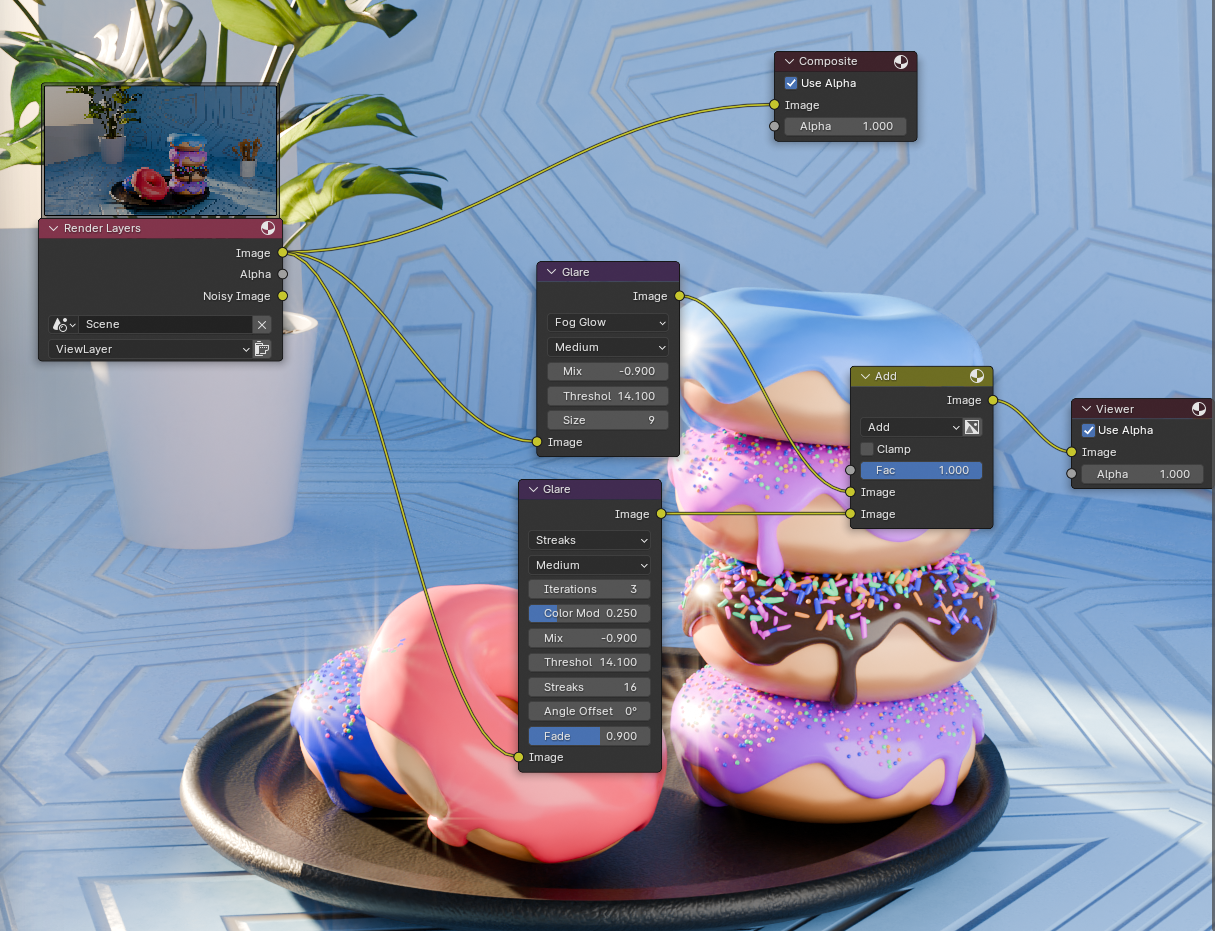 Composite
Use Alpha
Image
Alpha 1.000
Render Layers
Image
Alpha
Noisy Image
Scene
ViewLayer
Glare
Image
Fog Glow
Medium
Mix -0.900
Threshol 14.100
Size 9
Image
Glare
Image
Streaks
Medium
Iterations 3
Color Mod 0.250
Mix -0.900
Threshol 14.100
Streaks 16
Angle Offset 0°
Fade 0.900
Image
Add
Image
Add
Clamp
Fac 1.000
Image
Image
Viewer
Use Alpha
Image
Alpha 1.000